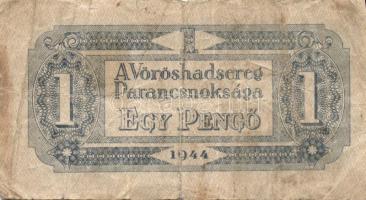 1 A Vöröshadsereg 1
Parancsnoksága
EGY PENGŐ
1944